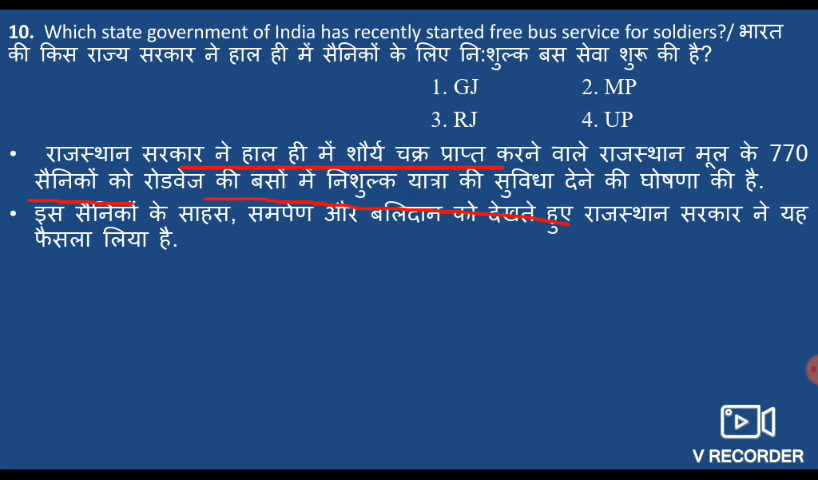 10. Which state government of India has recently started free bus service for soldiers?/ भारत
की किस राज्य सरकार ने हाल ही में सैनिकों के लिए नि:शुल्क बस सेवा शुरू की है?
1. GJ 2. MP
3. RJ 4. UP
• राजस्थान सरकार ने हाल ही में शौर्य चक्र प्राप्त करने वाले राजस्थान मूल के 770
सैनिकों को रोडवेज की बसों में निशुल्क यात्रा की सुविधा देने की घोषणा की है.
• इस सैनिकों के साहस, समर्पण और बलिदान को देखते हुए राजस्थान सरकार ने यह
फैसला लिया है.
V RECORDER